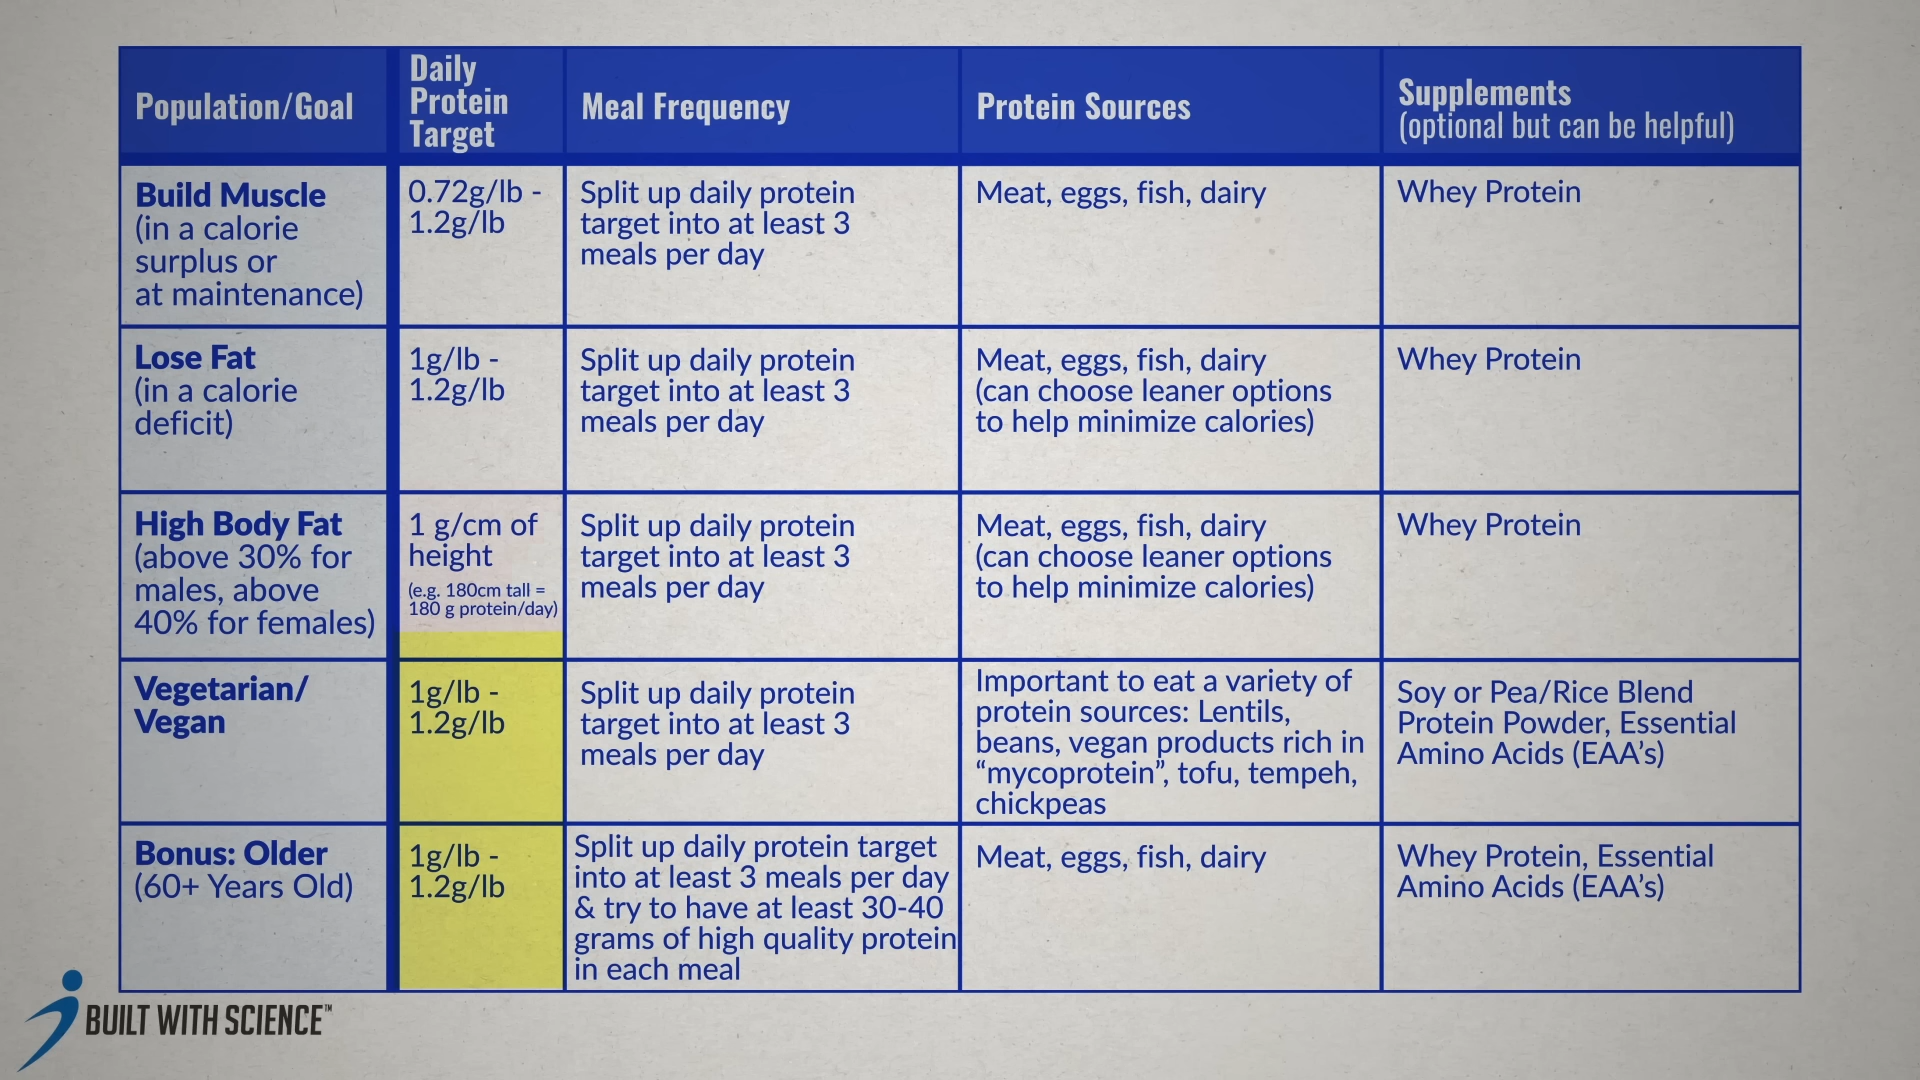 Population/Goal
Daily
Protein
Target
Meal Frequency
Protein Sources
Supplements
(optional but can be helpful)
Build Muscle
(in a calorie
surplus or
at maintenance)
0.72g/lb -
1.2g/lb
Split up daily protein
target into at least 3
meals per day
Meat, eggs, fish, dairy
Whey Protein
Lose Fat
(in a calorie
deficit)
1g/lb -
1.2g/lb
Split up daily protein
target into at least 3
meals per day
Meat, eggs, fish, dairy
(can choose leaner options
to help minimize calories)
Whey Protein
High Body Fat
(above 30% for
males, above
40% for females)
1 g/cm of
height
(e.g. 180cm tall =
180 g protein/day)
Split up daily protein
target into at least 3
meals per day
Meat, eggs, fish, dairy
(can choose leaner options
to help minimize calories)
Whey Protein
Vegetarian/
Vegan
1g/lb -
1.2g/lb
Split up daily protein
target into at least 3
meals per day
Important to eat a variety of
protein sources: Lentils,
beans, vegan products rich in
“mycoprotein”, tofu, tempeh,
chickpeas
Soy or Pea/Rice Blend
Protein Powder, Essential
Amino Acids (EAA’s)
Bonus: Older
(60+ Years Old)
1g/lb -
1.2g/lb
Split up daily protein target
into at least 3 meals per day
& try to have at least 30-40
grams of high quality protein
in each meal
Meat, eggs, fish, dairy
Whey Protein, Essential
Amino Acids (EAA’s)
BUILT WITH SCIENCE™